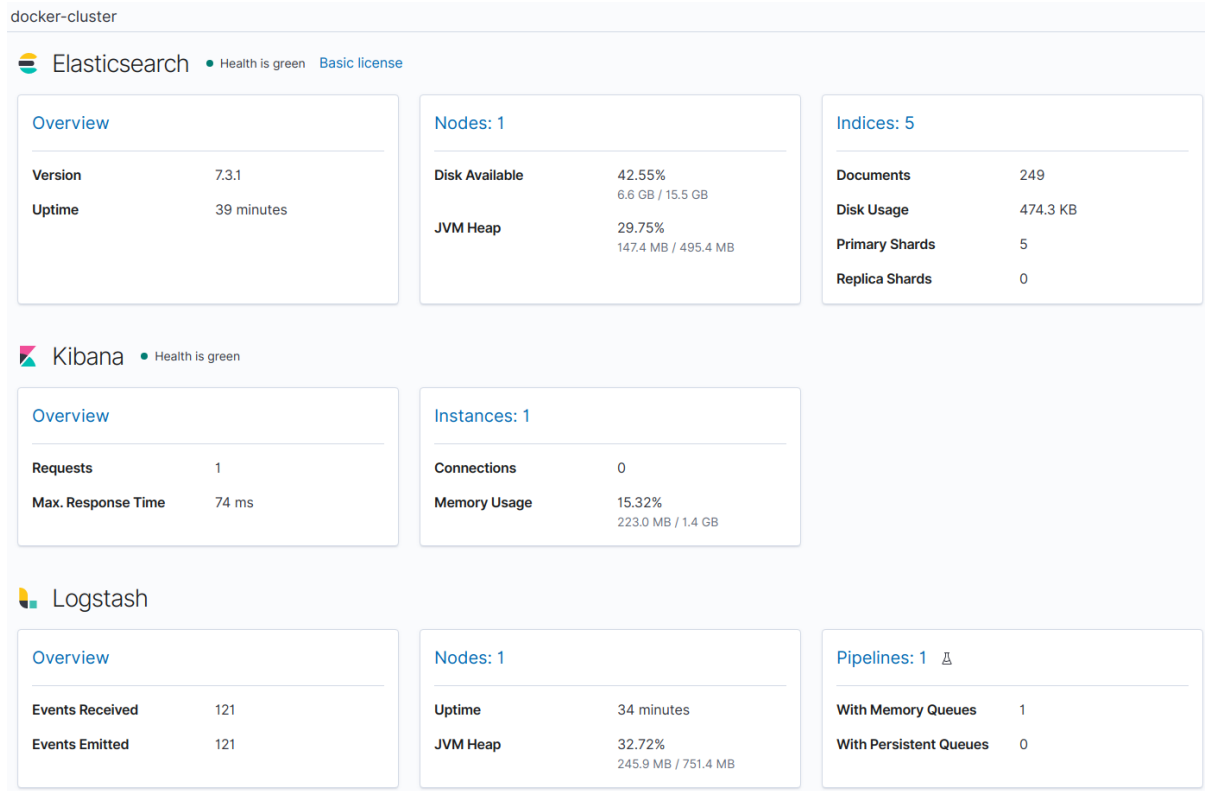 docker-cluster
Elasticsearch Health is green Basic license
Overview
Version 7.3.1
Uptime 39 minutes
Nodes: 1
Disk Available 42.55%
6.6 GB / 15.5 GB
JVM Heap 29.75%
147.4 MB / 495.4 MB
Indices: 5
Documents 249
Disk Usage 474.3 KB
Primary Shards 5
Replica Shards 0
Kibana Health is green
Overview
Requests 1
Max. Response Time 74 ms
Instances: 1
Connections 0
Memory Usage 15.32%
223.0 MB / 1.4 GB
Logstash
Overview
Events Received 121
Events Emitted 121
Nodes: 1
Uptime 34 minutes
JVM Heap 32.72%
245.9 MB / 751.4 MB
Pipelines: 1
With Memory Queues 1
With Persistent Queues 0